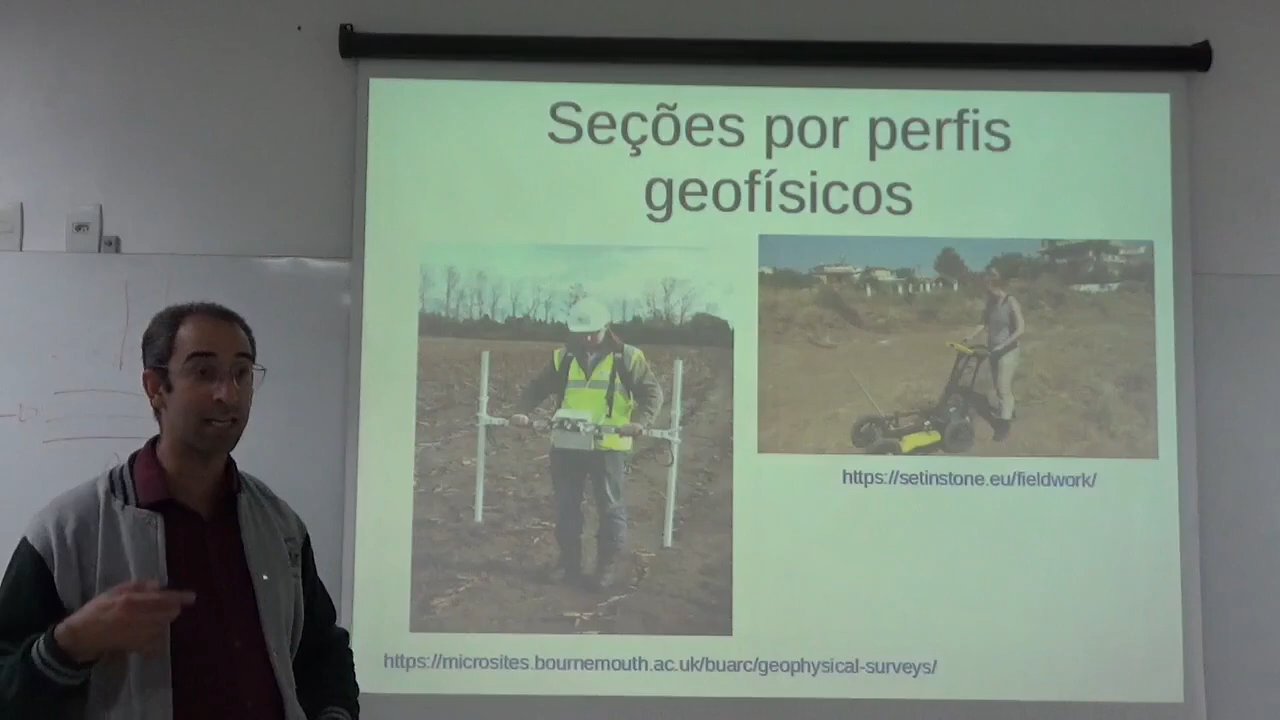 Seções por perfis
geofísicos
https://setinstone.eu/fieldwork/
https://microsites.bournemouth.ac.uk/buarc/geophysical-surveys/